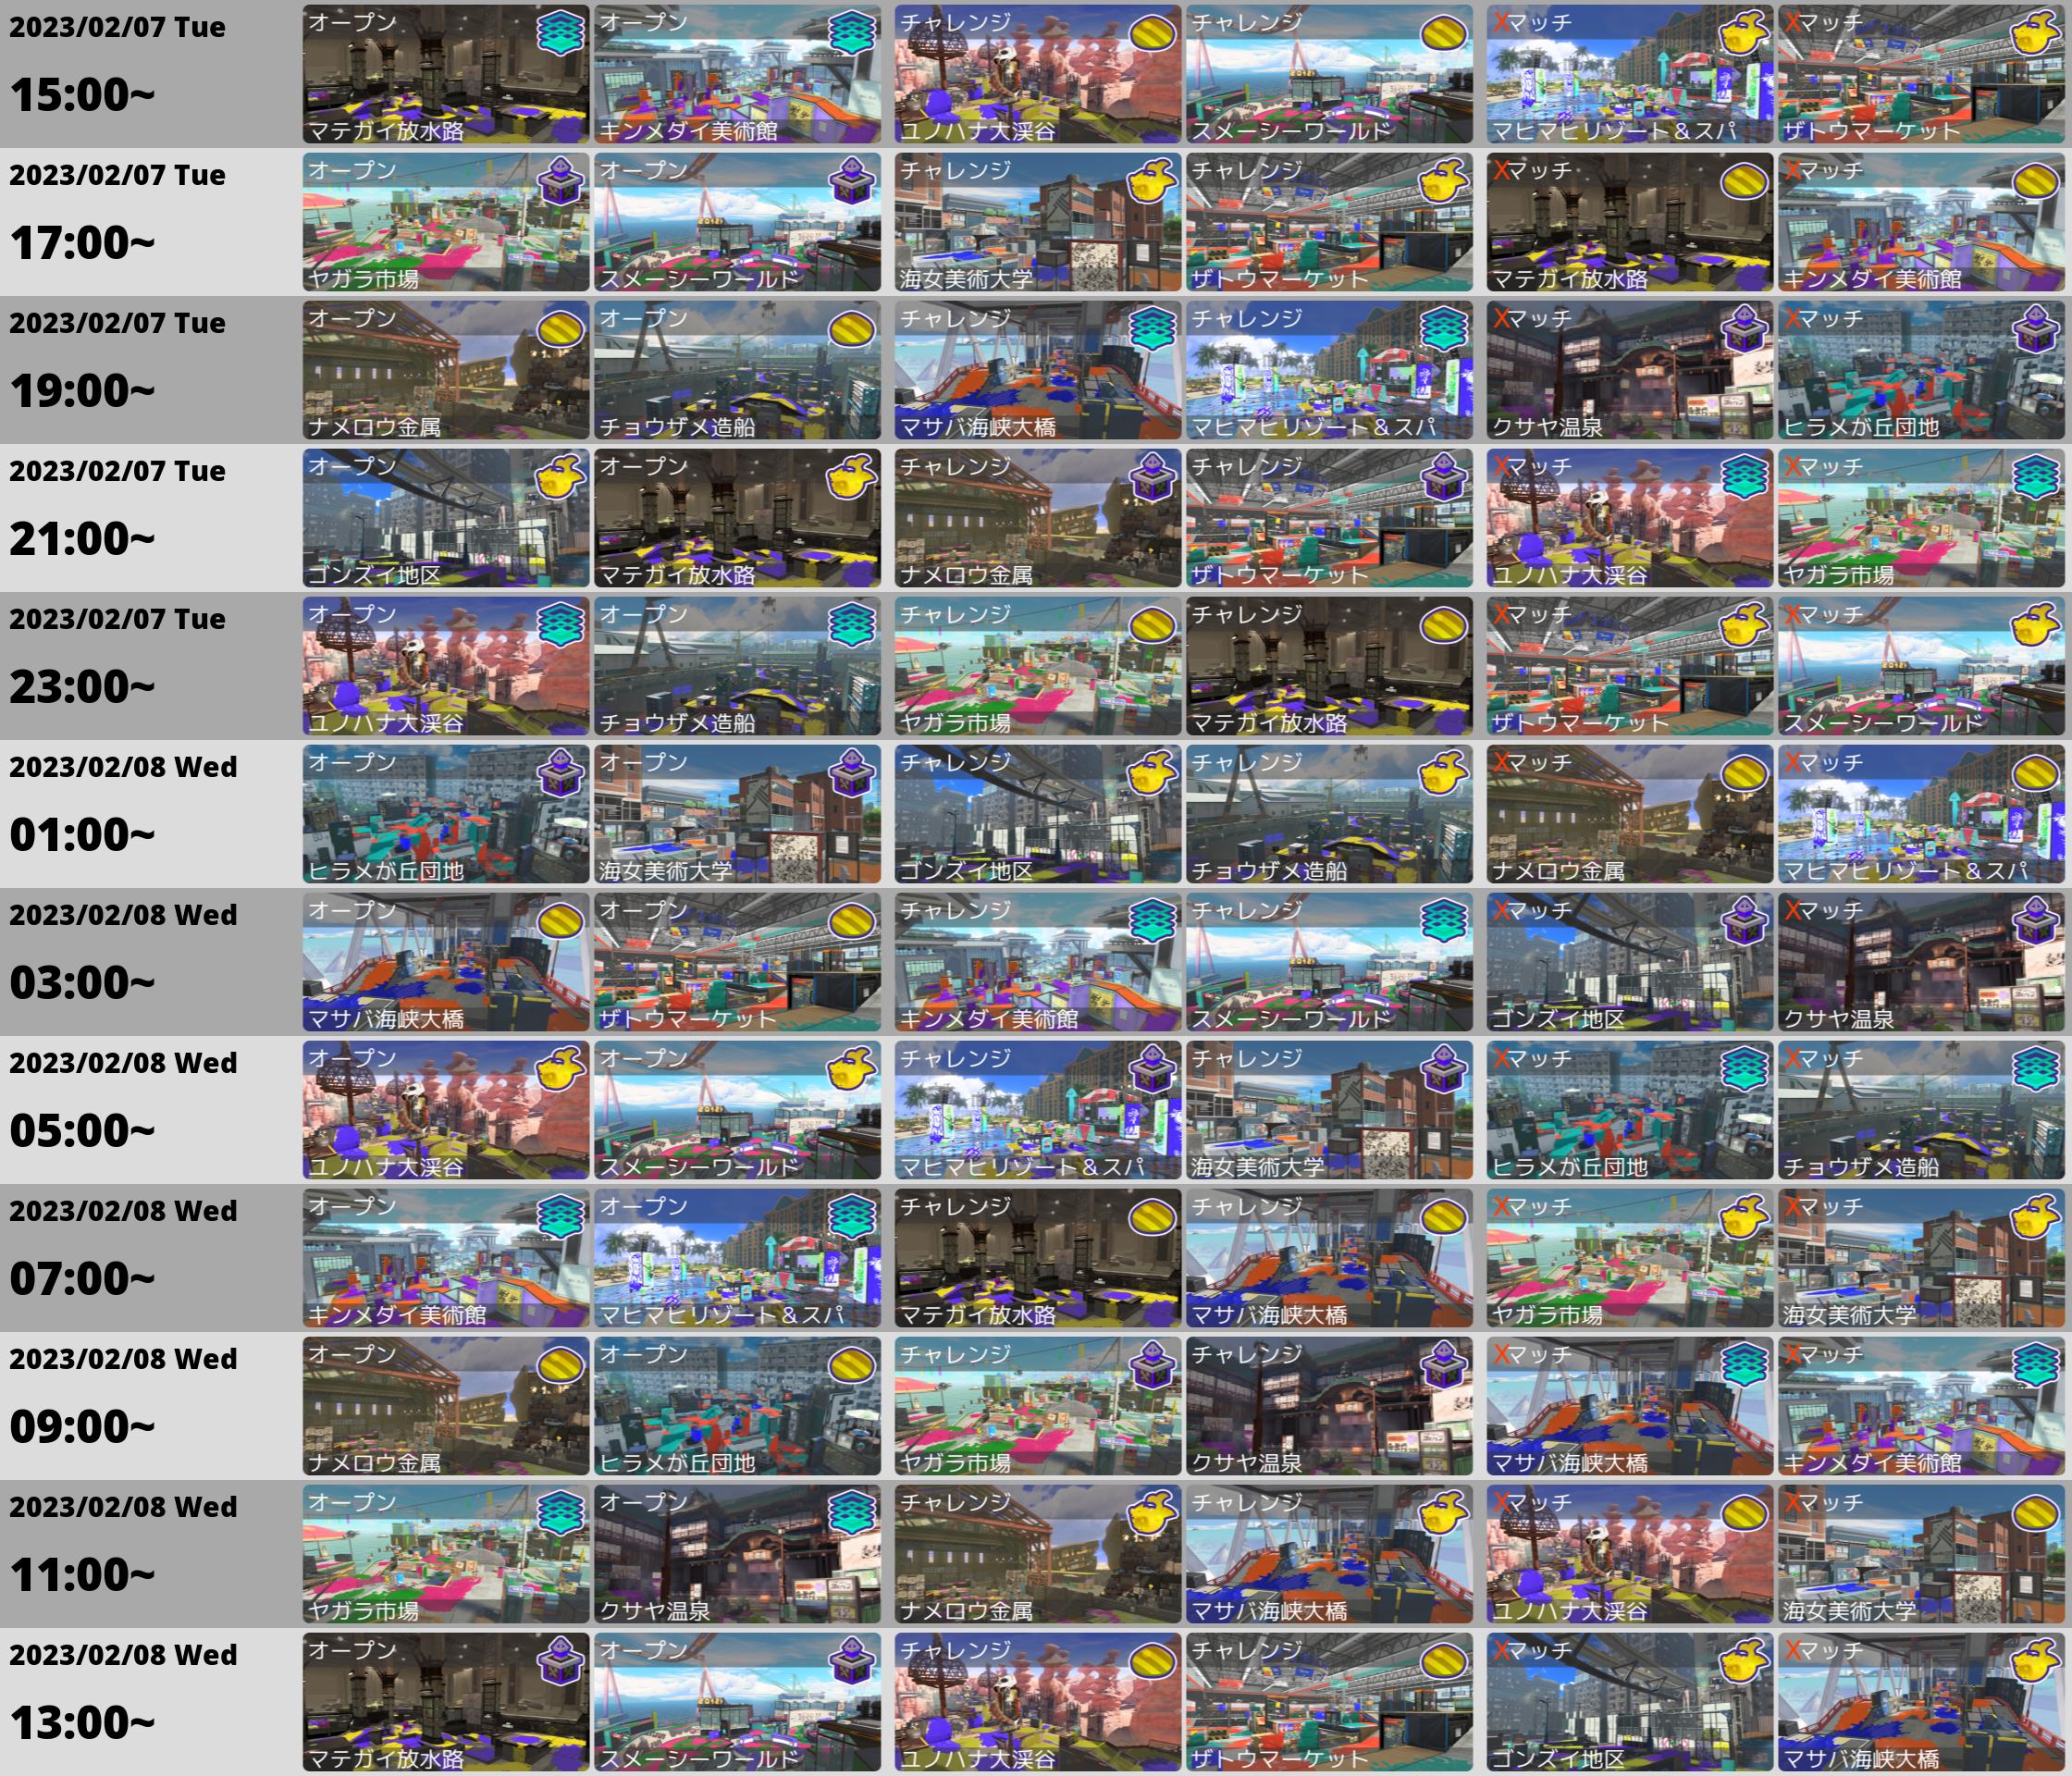 2023/02/07 Tue
15:00~
オープン オープン チャレンジ チャレンジ Xマッチ Xマッチ
マテガイ放水路 キンメダイ美術館 ユノハナ大渓谷 スメーシーワールド マヒマヒリゾート＆スパ ザトウマーケット
2023/02/07 Tue
17:00~
オープン オープン チャレンジ チャレンジ Xマッチ Xマッチ
ヤガラ市場 スメーシーワールド 海女美術大学 ザトウマーケット マテガイ放水路 キンメダイ美術館
2023/02/07 Tue
19:00~
オープン オープン チャレンジ チャレンジ Xマッチ Xマッチ
ナメロウ金属 チョウザメ造船 マサバ海峡大橋 マヒマヒリゾート＆スパ クサヤ温泉 ヒラメが丘団地
2023/02/07 Tue
21:00~
オープン オープン チャレンジ チャレンジ Xマッチ Xマッチ
ゴンズイ地区 マテガイ放水路 ナメロウ金属 ザトウマーケット ユノハナ大渓谷 ヤガラ市場
2023/02/07 Tue
23:00~
オープン オープン チャレンジ チャレンジ Xマッチ Xマッチ
ユノハナ大渓谷 チョウザメ造船 ヤガラ市場 マテガイ放水路 ザトウマーケット スメーシーワールド
2023/02/08 Wed
01:00~
オープン オープン チャレンジ チャレンジ Xマッチ Xマッチ
ヒラメが丘団地 海女美術大学 ゴンズイ地区 チョウザメ造船 ナメロウ金属 マヒマヒリゾート＆スパ
2023/02/08 Wed
03:00~
オープン オープン チャレンジ チャレンジ Xマッチ Xマッチ
マサバ海峡大橋 ザトウマーケット キンメダイ美術館 スメーシーワールド ゴンズイ地区 クサヤ温泉
2023/02/08 Wed
05:00~
オープン オープン チャレンジ チャレンジ Xマッチ Xマッチ
ユノハナ大渓谷 スメーシーワールド マヒマヒリゾート＆スパ 海女美術大学 ヒラメが丘団地 チョウザメ造船
2023/02/08 Wed
07:00~
オープン オープン チャレンジ チャレンジ Xマッチ Xマッチ
キンメダイ美術館 マヒマヒリゾート＆スパ マテガイ放水路 マサバ海峡大橋 ヤガラ市場 海女美術大学
2023/02/08 Wed
09:00~
オープン オープン チャレンジ チャレンジ Xマッチ Xマッチ
ナメロウ金属 ヒラメが丘団地 ヤガラ市場 クサヤ温泉 マサバ海峡大橋 キンメダイ美術館
2023/02/08 Wed
11:00~
オープン オープン チャレンジ チャレンジ Xマッチ Xマッチ
ヤガラ市場 クサヤ温泉 ナメロウ金属 マサバ海峡大橋 ユノハナ大渓谷 海女美術大学
2023/02/08 Wed
13:00~
オープン オープン チャレンジ チャレンジ Xマッチ Xマッチ
マテガイ放水路 スメーシーワールド ユノハナ大渓谷 ザトウマーケット ゴンズイ地区 マサバ海峡大橋